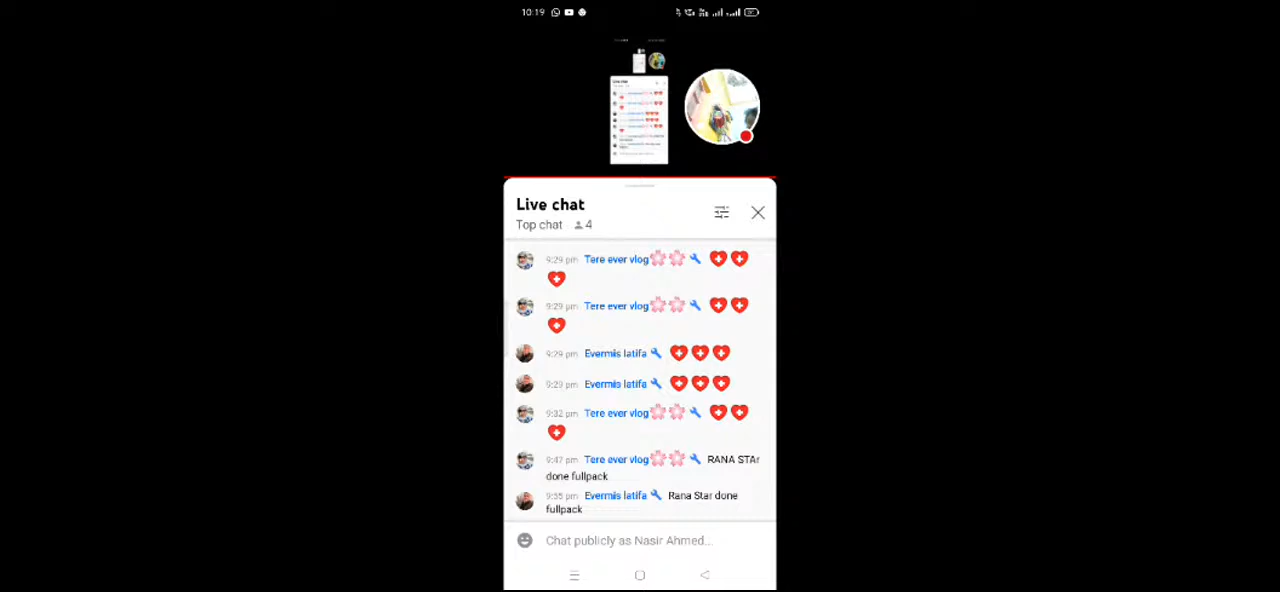 10:19
Live chat
Top chat 4
9:29 pm Tere ever vlog
9:29 pm Tere ever vlog
9:29 pm Evermis latifa
9:29 pm Evermis latifa
9:32 pm Tere ever vlog
9:47 pm Tere ever vlog RANA STAr
done fullpack
9:55 pm Evermis latifa Rana Star done
fullpack
Chat publicly as Nasir Ahmed...